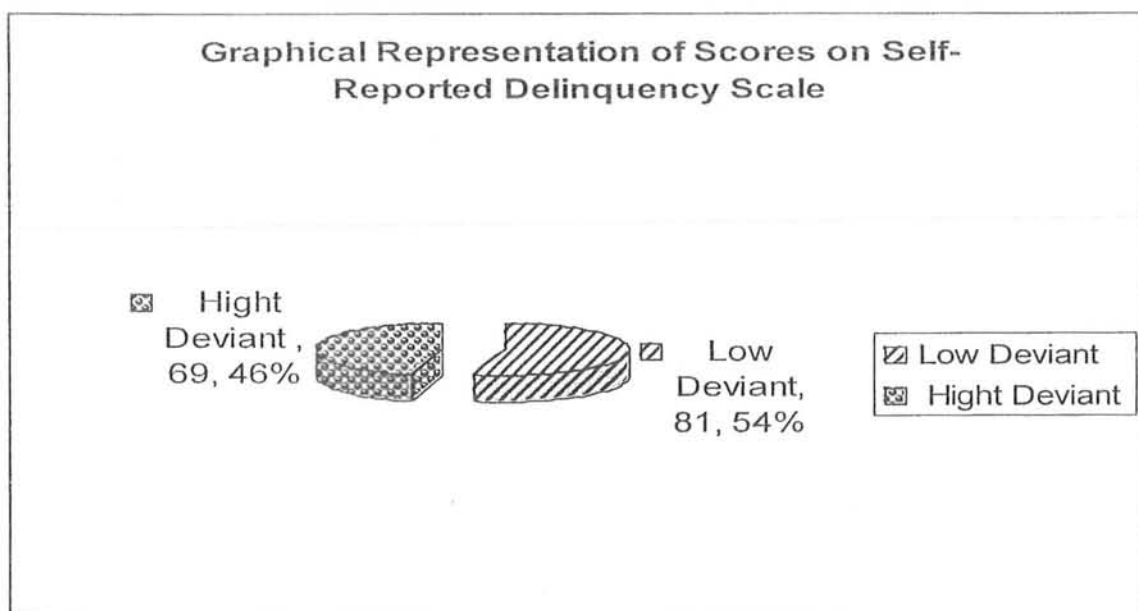 Graphical Representation of Scores on Self-
Reported Delinquency Scale
Hight
Deviant ,
69, 46%
Low
Deviant,
81, 54%
Low Deviant
Hight Deviant